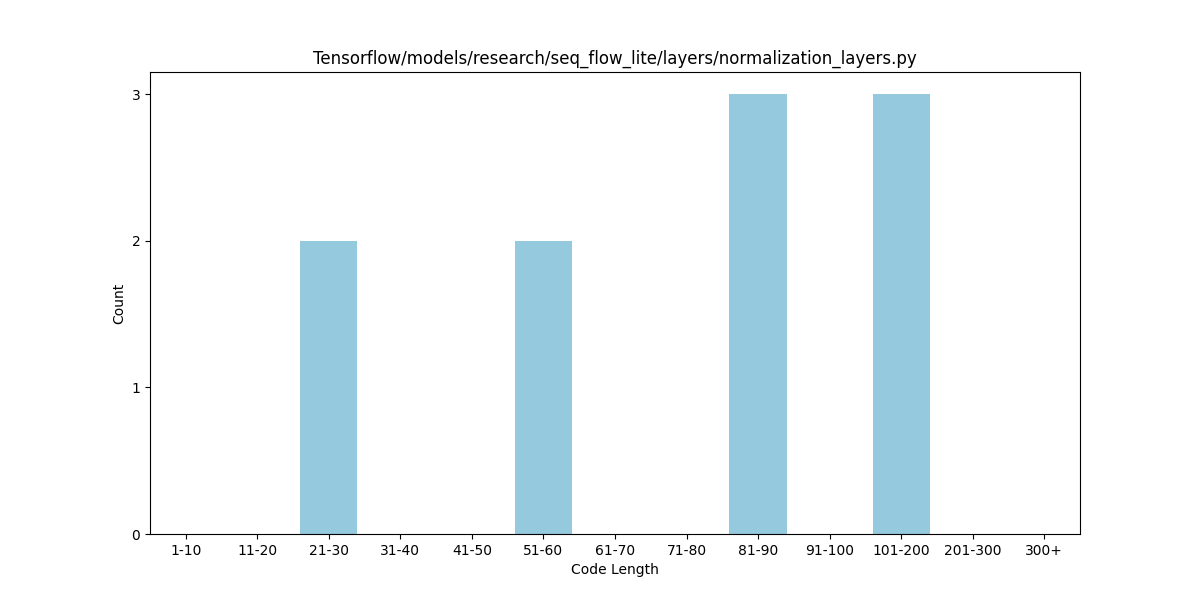 Tensorflow/models/research/seq_flow_lite/layers/normalization_layers.py
3
2
1
0
Count
1-10 11-20 21-30 31-40 41-50 51-60 61-70 71-80 81-90 91-100 101-200 201-300 300+
Code Length